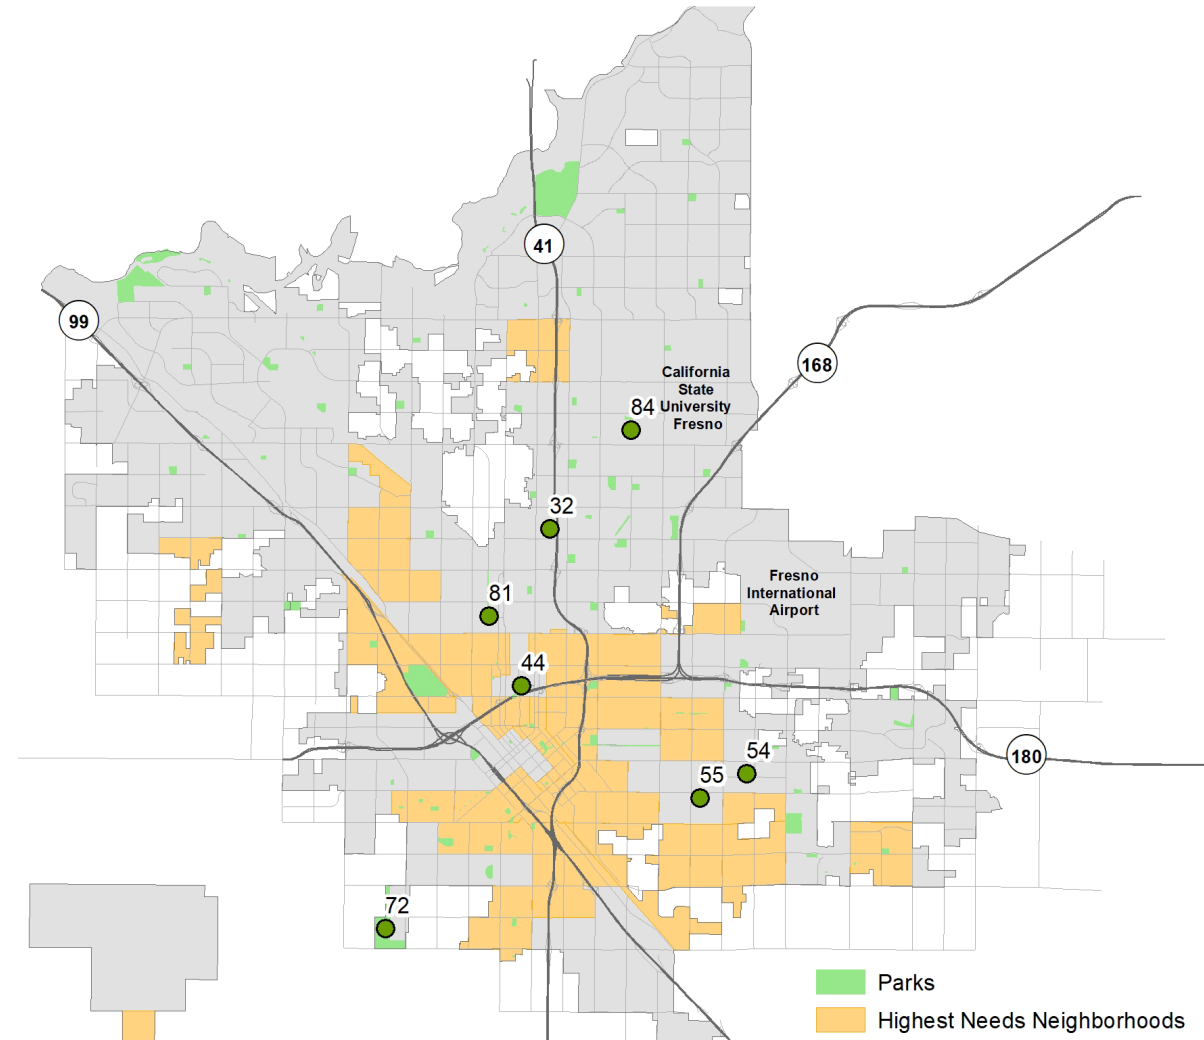 41
99
168
California
State
University
Fresno
84
32
Fresno
International
Airport
81
44
54
180
55
72
Parks
Highest Needs Neighborhoods